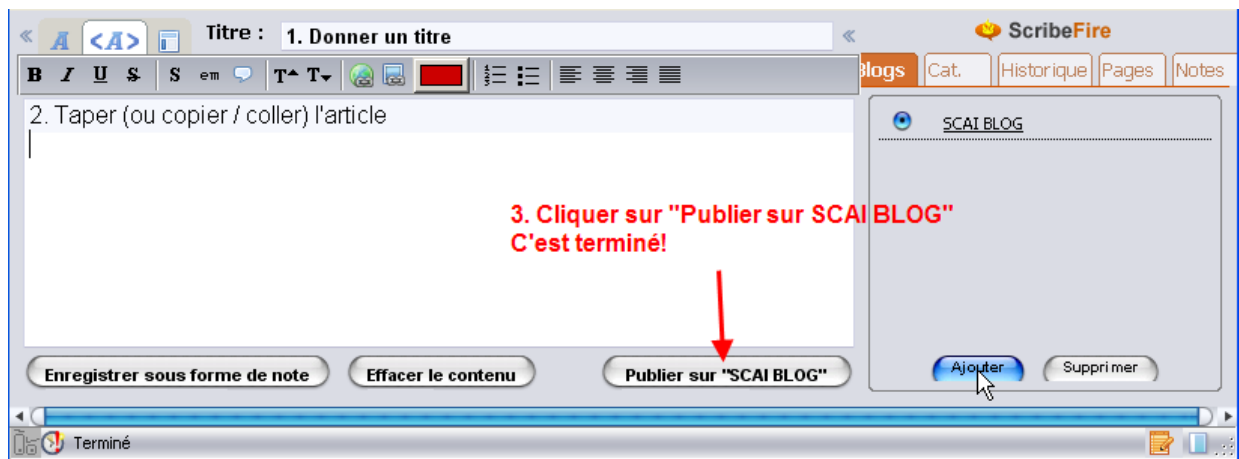 « A <A> Titre : 1. Donner un titre «
ScribeFire
B I U S S em T T
Blogs Cat. Historique Pages Notes
2. Taper (ou copier / coller) l'article
SCAI BLOG
3. Cliquer sur "Publier sur SCAI BLOG"
C'est terminé!
Enregistrer sous forme de note Effacer le contenu Publier sur "SCAI BLOG"
Ajouter Supprimer
Terminé